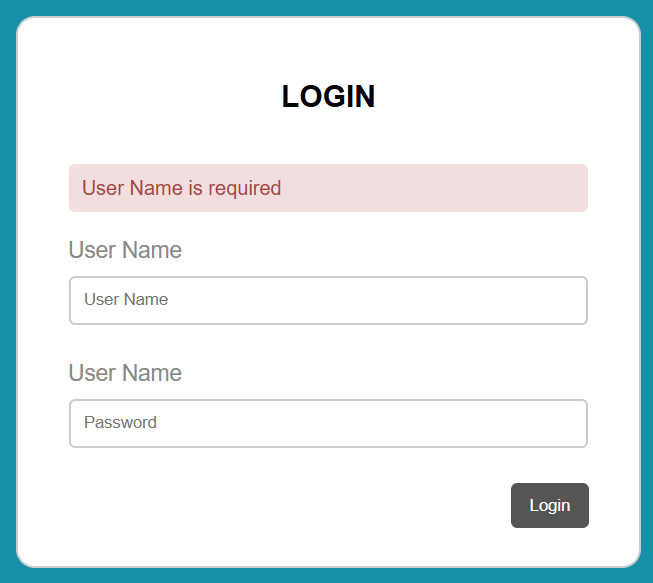 LOGIN
User Name is required
User Name
User Name
User Name
Password
Login